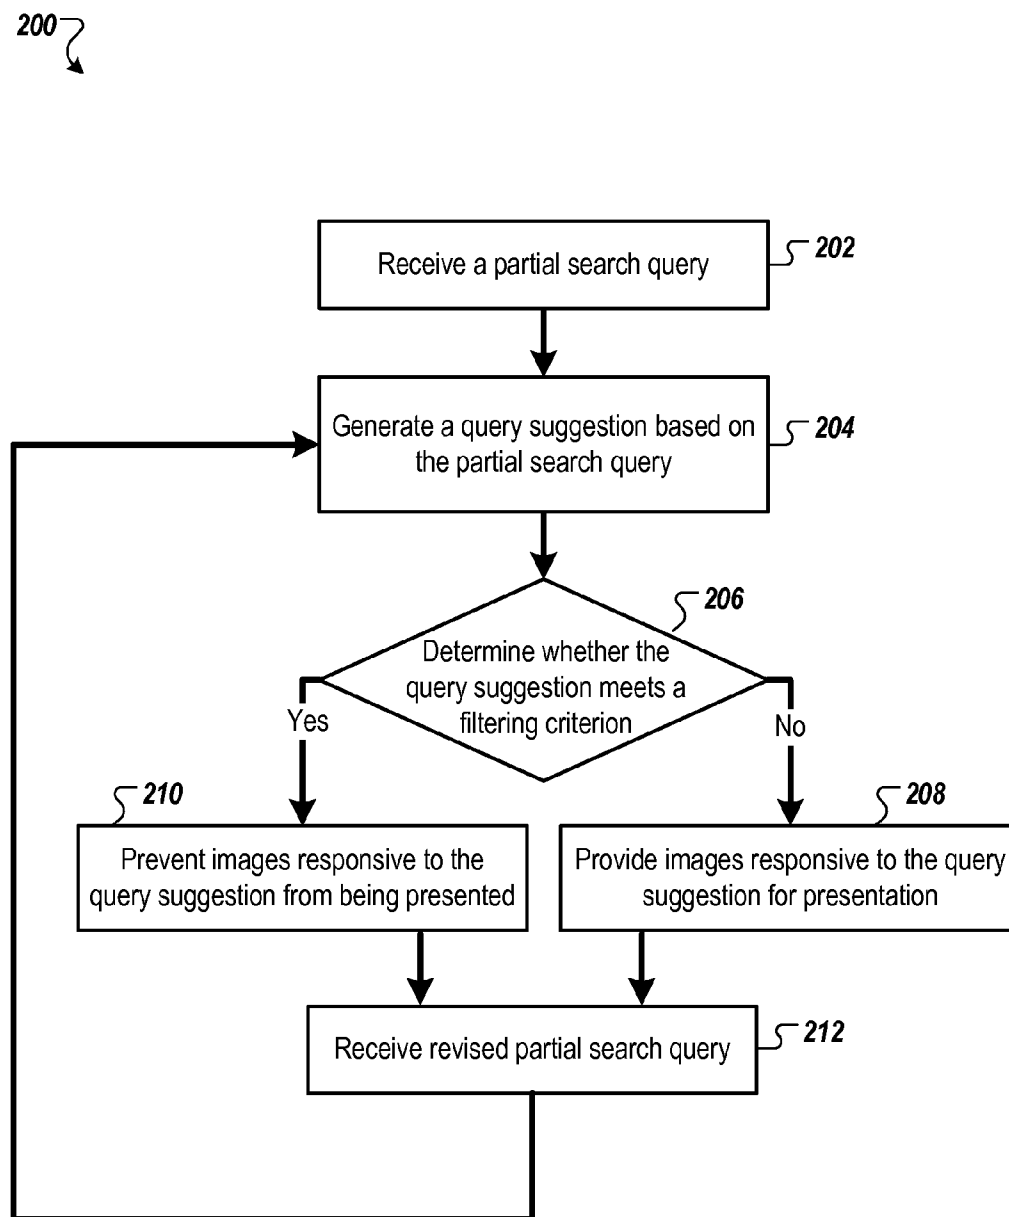 200
Receive a partial search query
202
Generate a query suggestion based on
the partial search query
204
206
Determine whether the
query suggestion meets a
filtering criterion
Yes
No
210
208
Prevent images responsive to the
query suggestion from being presented
Provide images responsive to the query
suggestion for presentation
Receive revised partial search query
212